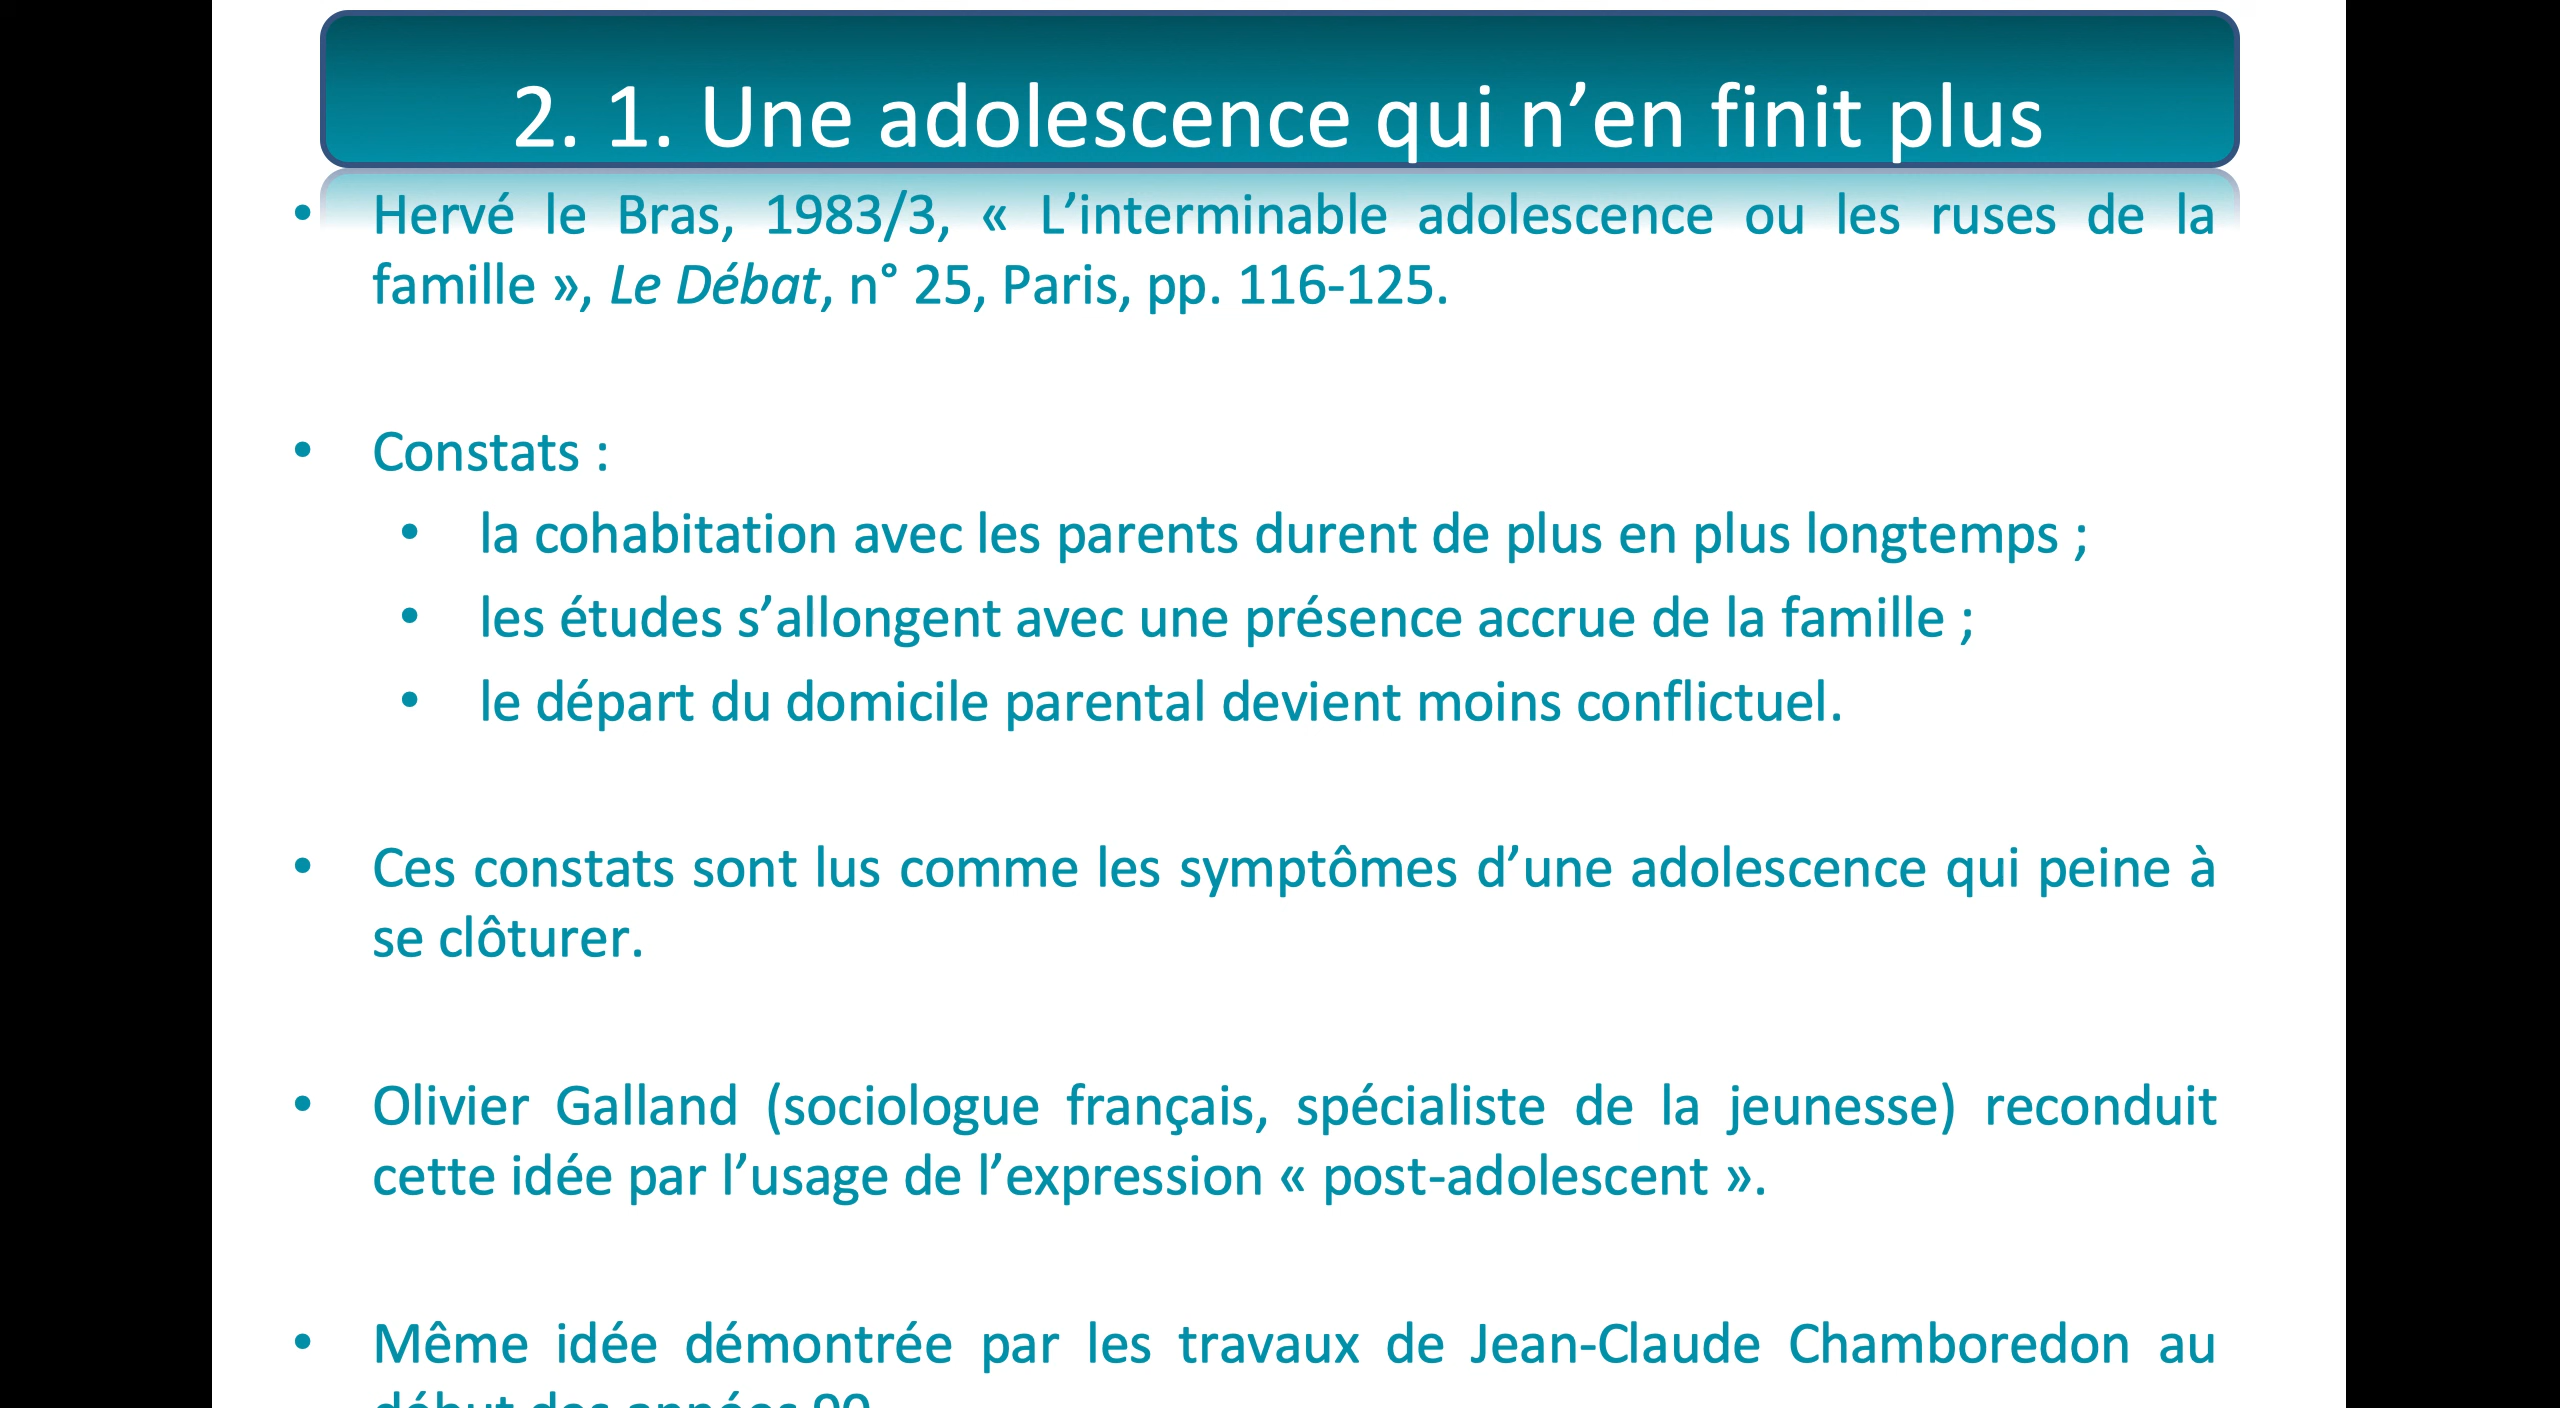 2. 1. Une adolescence qui n’en finit plus
• Hervé le Bras, 1983/3, « L’interminable adolescence ou les ruses de la
famille », Le Débat, n° 25, Paris, pp. 116-125.
• Constats :
• la cohabitation avec les parents durent de plus en plus longtemps ;
• les études s’allongent avec une présence accrue de la famille ;
• le départ du domicile parental devient moins conflictuel.
• Ces constats sont lus comme les symptômes d’une adolescence qui peine à
se clôturer.
• Olivier Galland (sociologue français, spécialiste de la jeunesse) reconduit
cette idée par l’usage de l’expression « post-adolescent ».
• Même idée démontrée par les travaux de Jean-Claude Chamboredon au
début des années